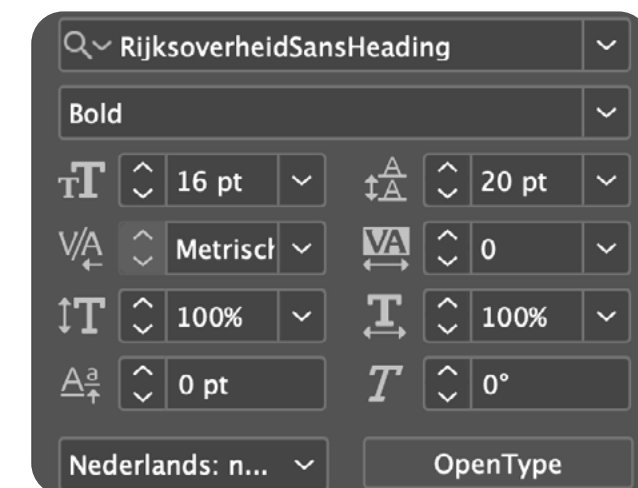 RijksoverheidSansHeading
Bold
16 pt 20 pt
Metrisch 0
100% 100%
0 pt 0°
Nederlands: n... OpenType